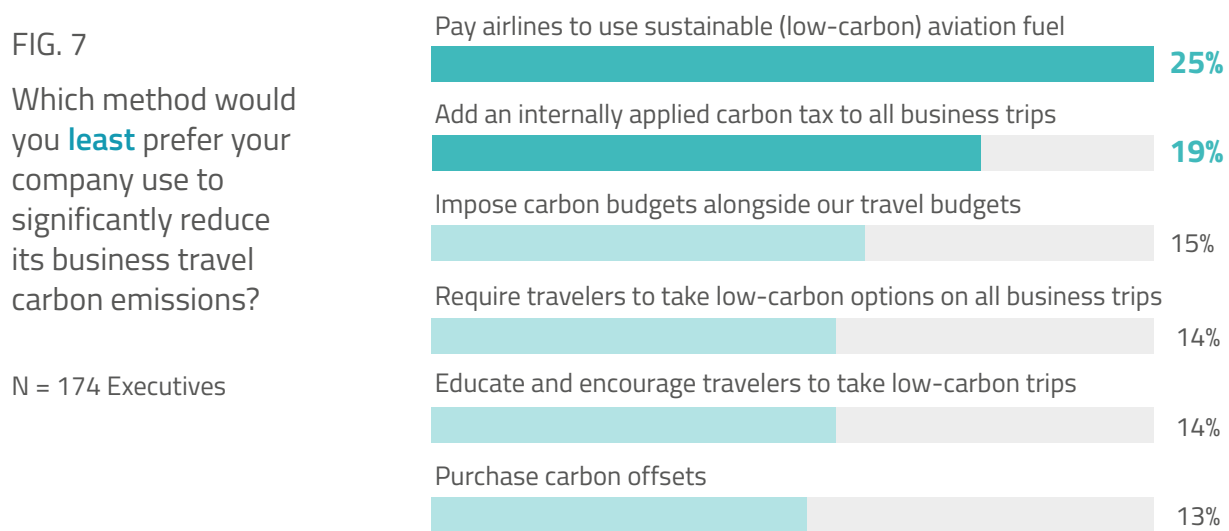 FIG. 7
Which method would
you least prefer your
company use to
significantly reduce
its business travel
carbon emissions?
N = 174 Executives
Pay airlines to use sustainable (low-carbon) aviation fuel
25%
Add an internally applied carbon tax to all business trips
19%
Impose carbon budgets alongside our travel budgets
15%
Require travelers to take low-carbon options on all business trips
14%
Educate and encourage travelers to take low-carbon trips
14%
Purchase carbon offsets
13%